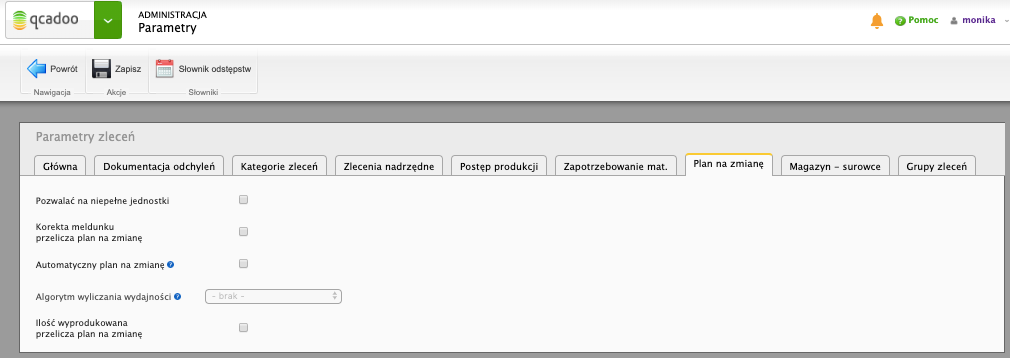 qcadoo
ADMINISTRACJA
Parametry
Pomoc
monika
Powrót
Zapisz
Słownik odstępstw
Nawigacja
Akcje
Słowniki
Parametry zleceń
Główna
Dokumentacja odchyleń
Kategorie zleceń
Zlecenia nadrzędne
Postęp produkcji
Zapotrzebowanie mat.
Plan na zmianę
Magazyn - surowce
Grupy zleceń
Pozwalać na niepełne jednostki
Korekta meldunku
przelicza plan na zmianę
Automatyczny plan na zmianę
Algorytm wyliczania wydajności
- brak -
Ilość wyprodukowana
przelicza plan na zmianę